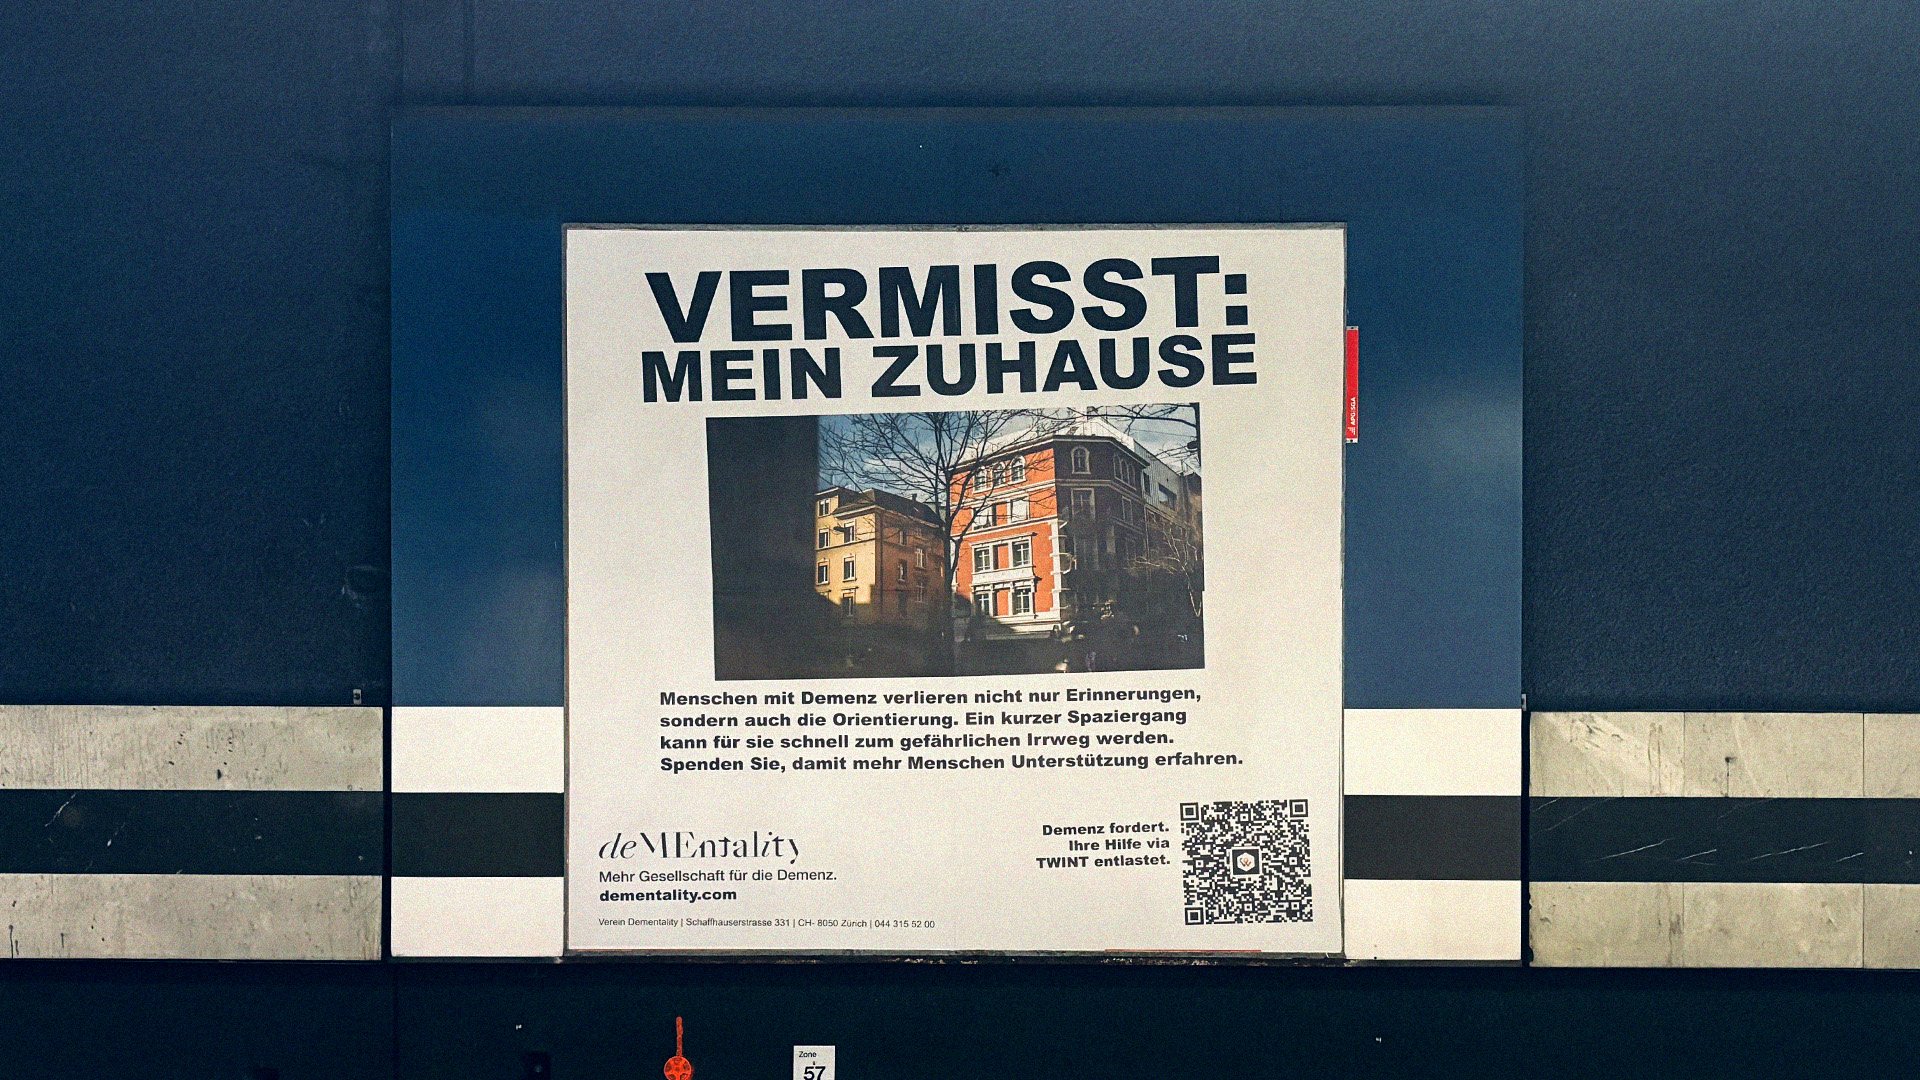 VERMISST:
MEIN ZUHAUSE
APG|SGA
Menschen mit Demenz verlieren nicht nur Erinnerungen,
sondern auch die Orientierung. Ein kurzer Spaziergang
kann für sie schnell zum gefährlichen Irrweg werden.
Spenden Sie, damit mehr Menschen Unterstützung erfahren.
deMEntality
Mehr Gesellschaft für die Demenz.
dementality.com
Verein Dementality | Schaffhauserstrasse 331 | CH- 8050 Zürich | 044 315 52 00
Demenz fordert.
Ihre Hilfe via
TWINT entlastet.
Zone
57